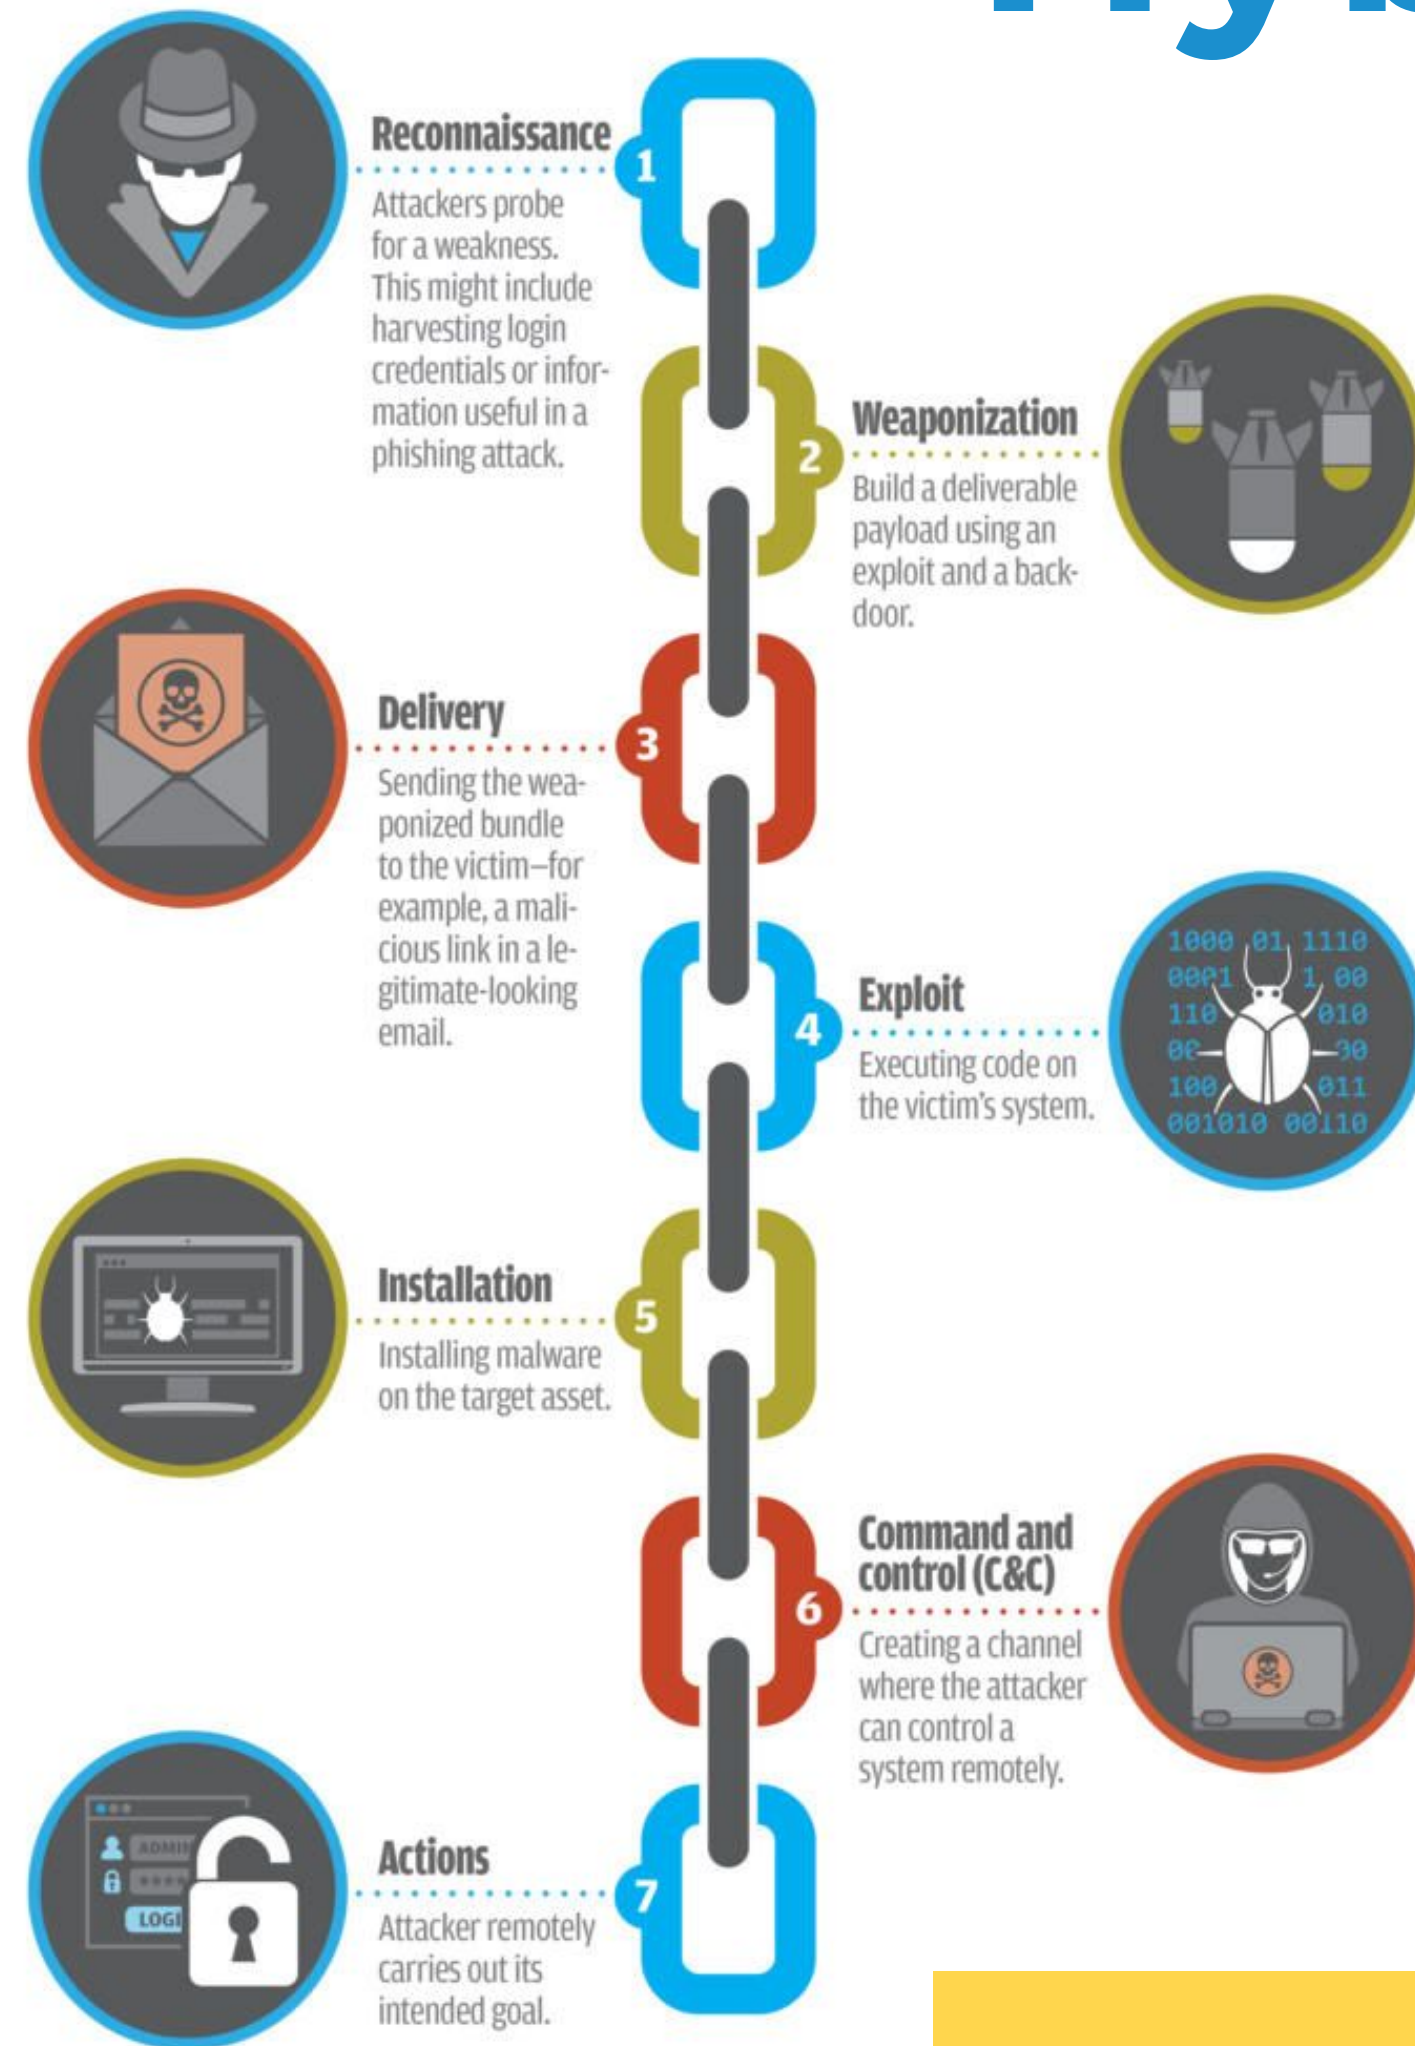 Reconnaissance
1
Attackers probe
for a weakness.
This might include
harvesting login
credentials or infor-
mation useful in a
phishing attack.
Weaponization
2
Build a deliverable
payload using an
exploit and a back-
door.
Delivery
3
Sending the wea-
ponized bundle
to the victim–for
example, a mali-
cious link in a le-
gitimate-looking
email.
Exploit
4
Executing code on
the victim's system.
1000 01 1110
0001 1 00
110 010
100 011
001010 00110
Installation
5
Installing malware
on the target asset.
Command and
control (C&C)
6
Creating a channel
where the attacker
can control a
system remotely.
Actions
7
Attacker remotely
carries out its
intended goal.
ADMIN
****
LOGI